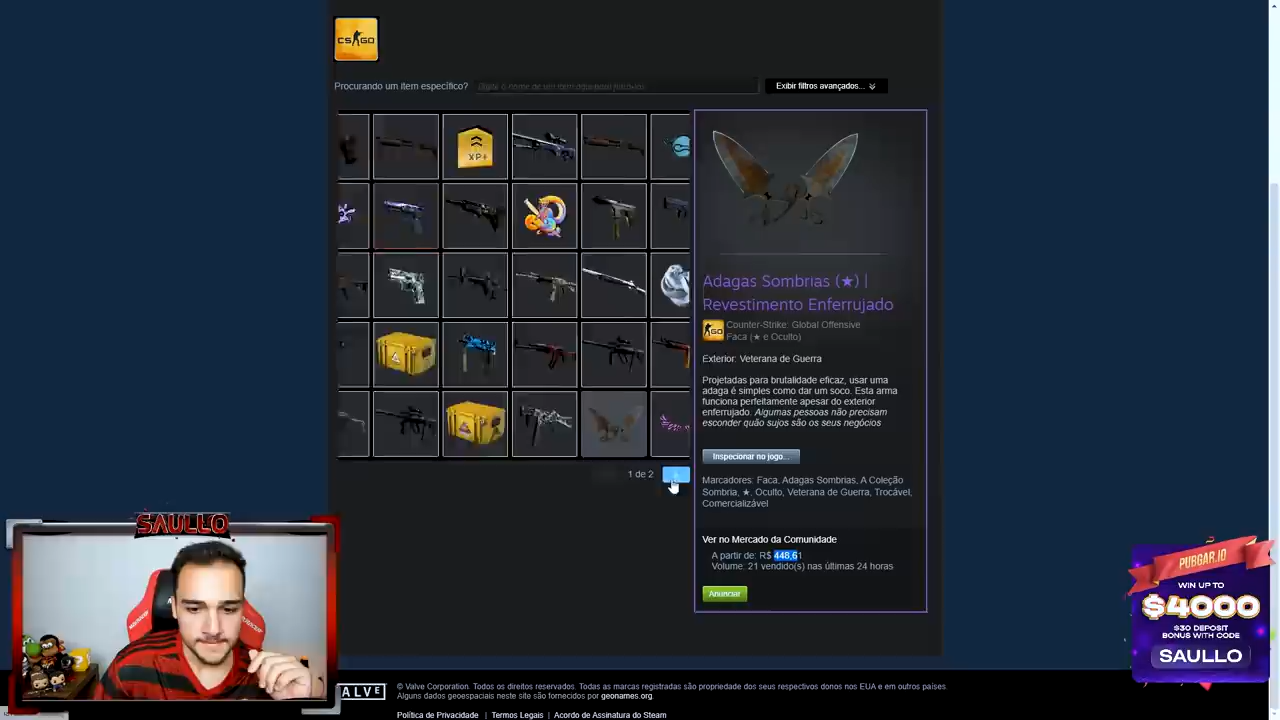 CS GO
Procurando um item específico?
Exibir filtros avançados...
XP+
Adagas Sombrias (★) |
Revestimento Enferrujado
GO
Counter-Strike: Global Offensive
Faca (★ e Oculto)
Exterior: Veterana de Guerra
Projetadas para brutalidade eficaz, usar uma
adaga é simples como dar um soco. Esta arma
funciona perfeitamente apesar do exterior
enferrujado. Algumas pessoas não precisam
esconder quão sujos são os seus negócios
Inspecionar no jogo...
1 de 2
Marcadores: Faca, Adagas Sombrias, A Coleção
Sombria, ★, Oculto, Veterana de Guerra, Trocável,
Comercializável
Ver no Mercado da Comunidade
A partir de: R$ 448,61
Volume: 21 vendido(s) nas últimas 24 horas
Anunciar
SAULLO
PUBGAR.IO
WIN UP TO
$4000
+30 DEPOSIT
BONUS WITH CODE
SAULLO
ALVE
© Valve Corporation. Todos os direitos reservados. Todas as marcas registradas são propriedade dos seus respectivos donos nos EUA e em outros países.
Alguns dados geoespaciais neste site são fornecidos por geonames.org.
Política de Privacidade | Termos Legais | Acordo de Assinatura do Steam